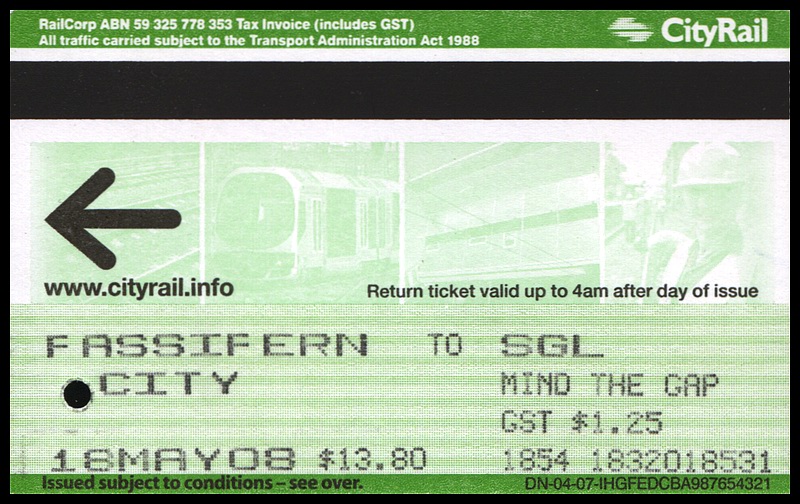 RailCorp ABN 59 325 778 353 Tax Invoice (includes GST)
All traffic carried subject to the Transport Administration Act 1988
CityRail
www.cityrail.info
Return ticket valid up to 4am after day of issue
FASSIFERN TO SGL
CITY MIND THE GAP
GST $1.25
16MAY08 $13.80 1854 1832018531
Issued subject to conditions – see over. DN-04-07-IHGFEDCBA987654321